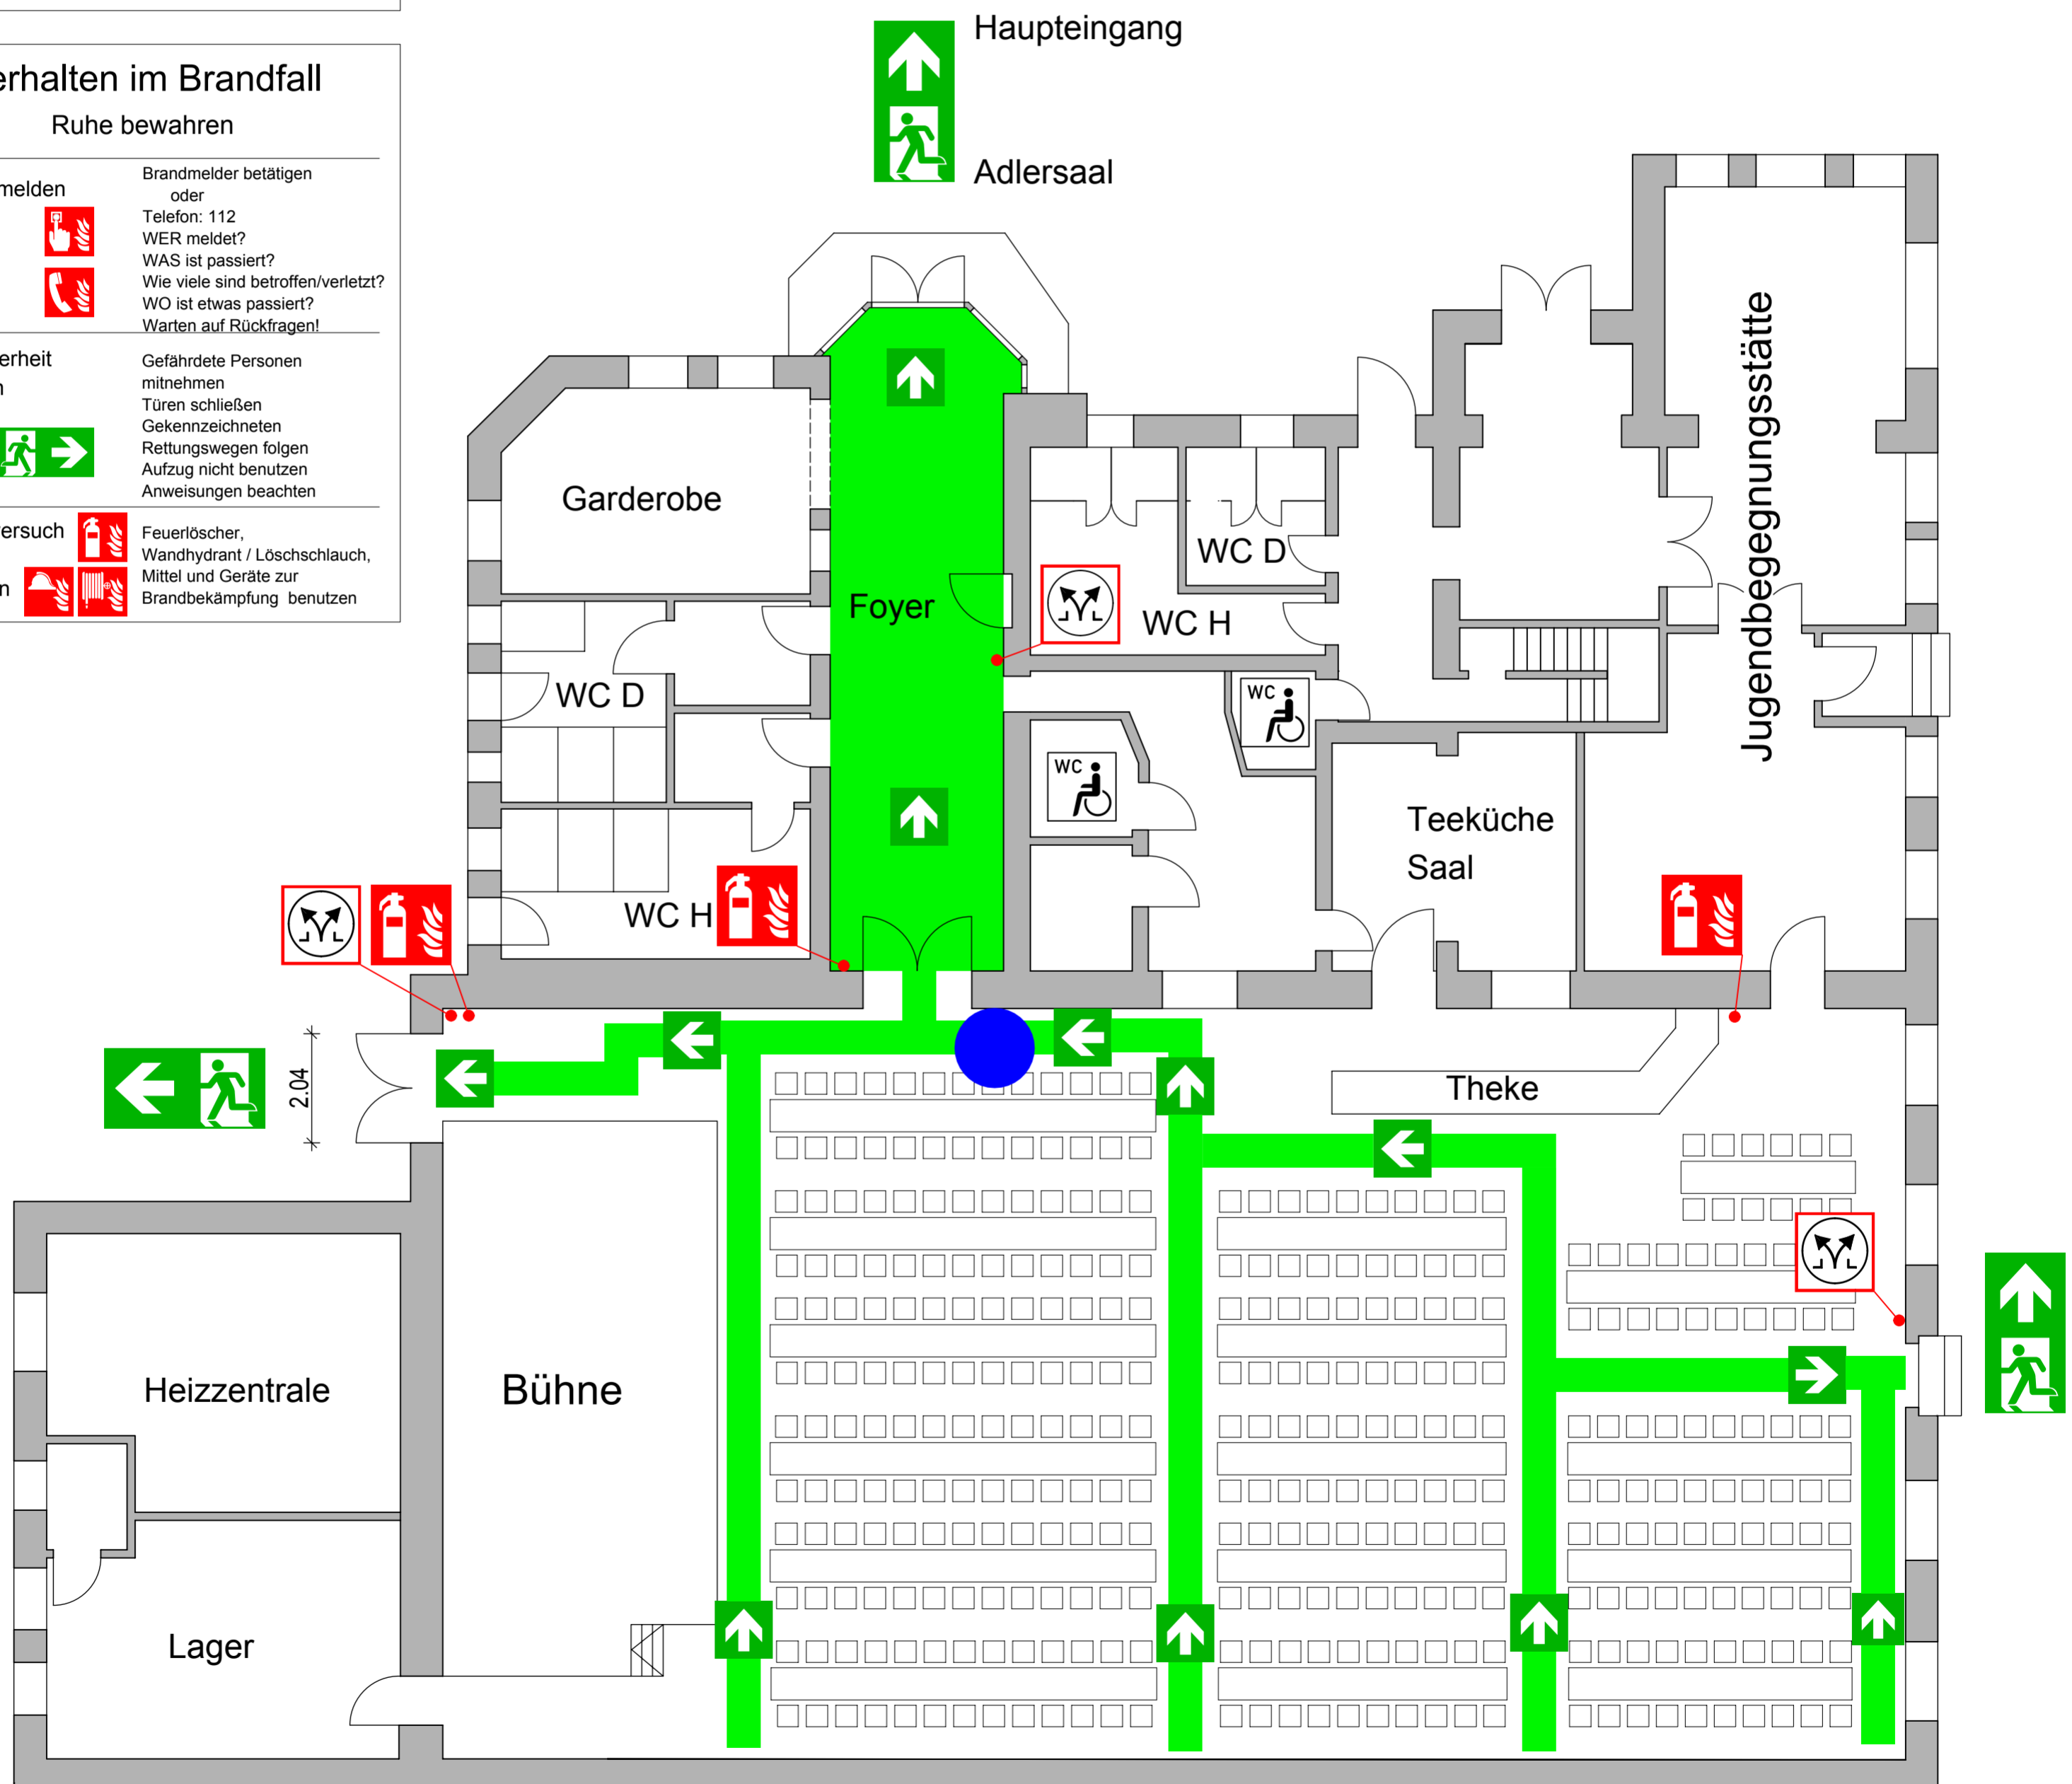 Haupteingang
Adlersaal
erhalten im Brandfall
Ruhe bewahren
melden
Brandmelder betätigen
oder
Telefon: 112
WER meldet?
WAS ist passiert?
Wie viele sind betroffen/verletzt?
WO ist etwas passiert?
Warten auf Rückfragen!
erheit
Gefährdete Personen
mitnehmen
Türen schließen
Gekennzeichneten
Rettungswegen folgen
Aufzug nicht benutzen
Anweisungen beachten
ersuch
Feuerlöscher,
Wandhydrant / Löschschlauch,
n
Mittel und Geräte zur
Brandbekämpfung benutzen
Garderobe
Foyer
WC D
WC H
WC D
WC H
WC
WC
Teeküche
Saal
Jugendbegegnungsstätte
2.04
Theke
Heizzentrale
Bühne
Lager